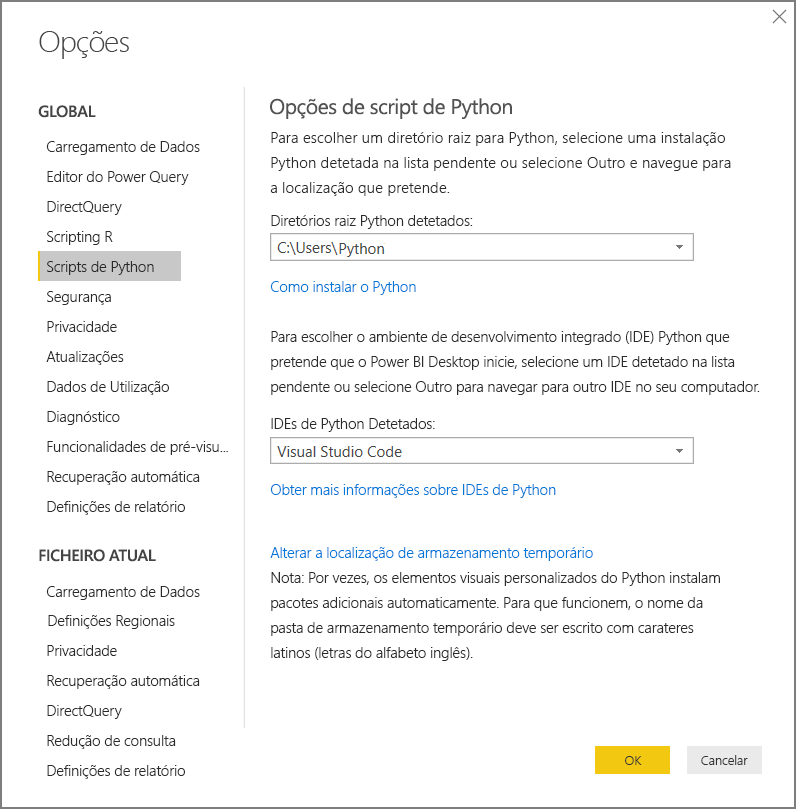 Opções
GLOBAL
Carregamento de Dados
Editor do Power Query
DirectQuery
Scripting R
Scripts de Python
Segurança
Privacidade
Atualizações
Dados de Utilização
Diagnóstico
Funcionalidades de pré-visu...
Recuperação automática
Definições de relatório
FICHEIRO ATUAL
Carregamento de Dados
Definições Regionais
Privacidade
Recuperação automática
DirectQuery
Redução de consulta
Definições de relatório
Opções de script de Python
Para escolher um diretório raiz para Python, selecione uma instalação
Python detetada na lista pendente ou selecione Outro e navegue para
a localização que pretende.
Diretórios raiz Python detetados:
C:\Users\Python
Como instalar o Python
Para escolher o ambiente de desenvolvimento integrado (IDE) Python que
pretende que o Power BI Desktop inicie, selecione um IDE detetado na lista
pendente ou selecione Outro para navegar para outro IDE no seu computador.
IDEs de Python Detetados:
Visual Studio Code
Obter mais informações sobre IDEs de Python
Alterar a localização de armazenamento temporário
Nota: Por vezes, os elementos visuais personalizados do Python instalam
pacotes adicionais automaticamente. Para que funcionem, o nome da
pasta de armazenamento temporário deve ser escrito com carateres
latinos (letras do alfabeto inglês).
OK
Cancelar